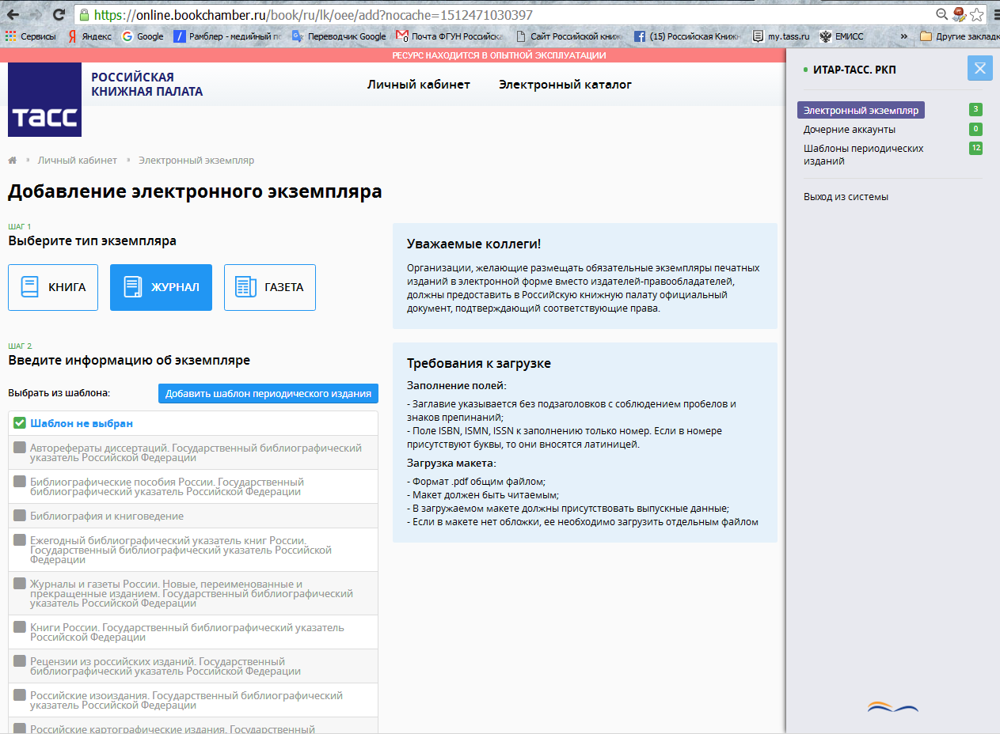 https://online.bookchamber.ru/book/ru/lk/oee/add?nocache=1512471030397
Сервисы Яндекс Google Рамблер - медийный Переводчик Google Почта ФГУН Сайт Российской (15) Российская my.tass.ru ЕМИСС » Другие
РЕСУРС НАХОДИТСЯ В ОПЫТНОЙ ЭКСПЛУАТАЦИИ
ТАСС
РОССИЙСКАЯ
КНИЖНАЯ ПАЛАТА
Личный кабинет Электронный каталог
Личный кабинет Электронный экземпляр
Добавление электронного экземпляра
ШАГ 1
Выберите тип экземпляра
КНИГА ЖУРНАЛ ГАЗЕТА
ШАГ 2
Введите информацию об экземпляре
Выбрать из шаблона: Добавить шаблон периодического издания
Шаблон не выбран
Авторефераты диссертаций. Государственный библиографический
указатель Российской Федерации
Библиографические пособия России. Государственный
библиографический указатель Российской Федерации
Библиография и книговедение
Ежегодный библиографический указатель книг России.
Государственный библиографический указатель Российской
Федерации
Журналы и газеты России. Новые, переименованные и
прекращенные изданием. Государственный библиографический
указатель Российской Федерации
Книги России. Государственный библиографический указатель
Российской Федерации
Рецензии из российских изданий. Государственный
библиографический указатель Российской Федерации
Российские изоиздания. Государственный библиографический
указатель Российской Федерации
Российские картографические издания. Государственный
Уважаемые коллеги!
Организации, желающие размещать обязательные экземпляры печатных
изданий в электронной форме вместо издателей-правообладателей,
должны предоставить в Российскую книжную палату официальный
документ, подтверждающий соответствующие права.
Требования к загрузке
Заполнение полей:
- Заглавие указывается без подзаголовков с соблюдением пробелов и
знаков препинаний;
- Поле ISBN, ISMN, ISSN к заполнению только номер. Если в номере
присутствуют буквы, то они вносятся латиницей.
Загрузка макета:
- Формат .pdf общим файлом;
- Макет должен быть читаемым;
- В загружаемом макете должны присутствовать выпускные данные;
- Если в макете нет обложки, ее необходимо загрузить отдельным файлом
ИТАР-ТАСС. РКП
Электронный экземпляр 3
Дочерние аккаунты 0
Шаблоны периодических 12
изданий
Выход из системы